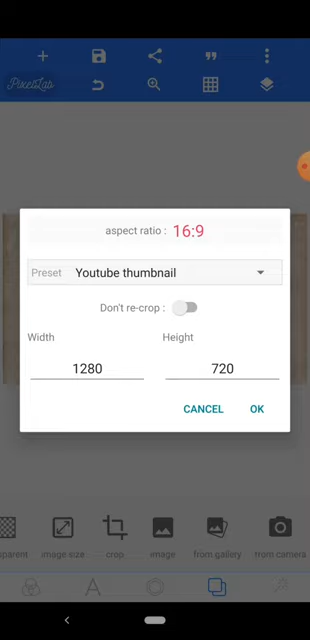 PixelLab
aspect ratio : 16:9
Preset Youtube thumbnail
Don't re-crop :
Width Height
1280 720
CANCEL OK
sparent image size crop image from gallery from camera